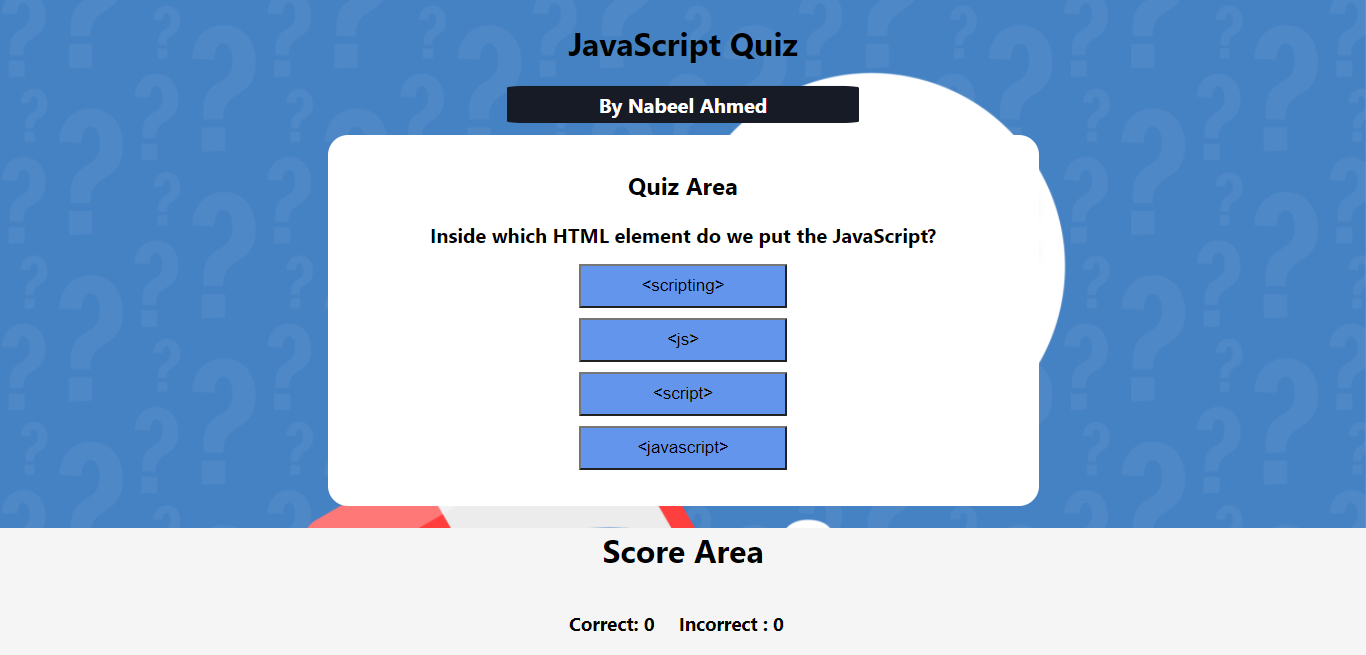 JavaScript Quiz
By Nabeel Ahmed
Quiz Area
Inside which HTML element do we put the JavaScript?
<scripting>
<js>
<script>
<javascript>
Score Area
Correct: 0 Incorrect : 0